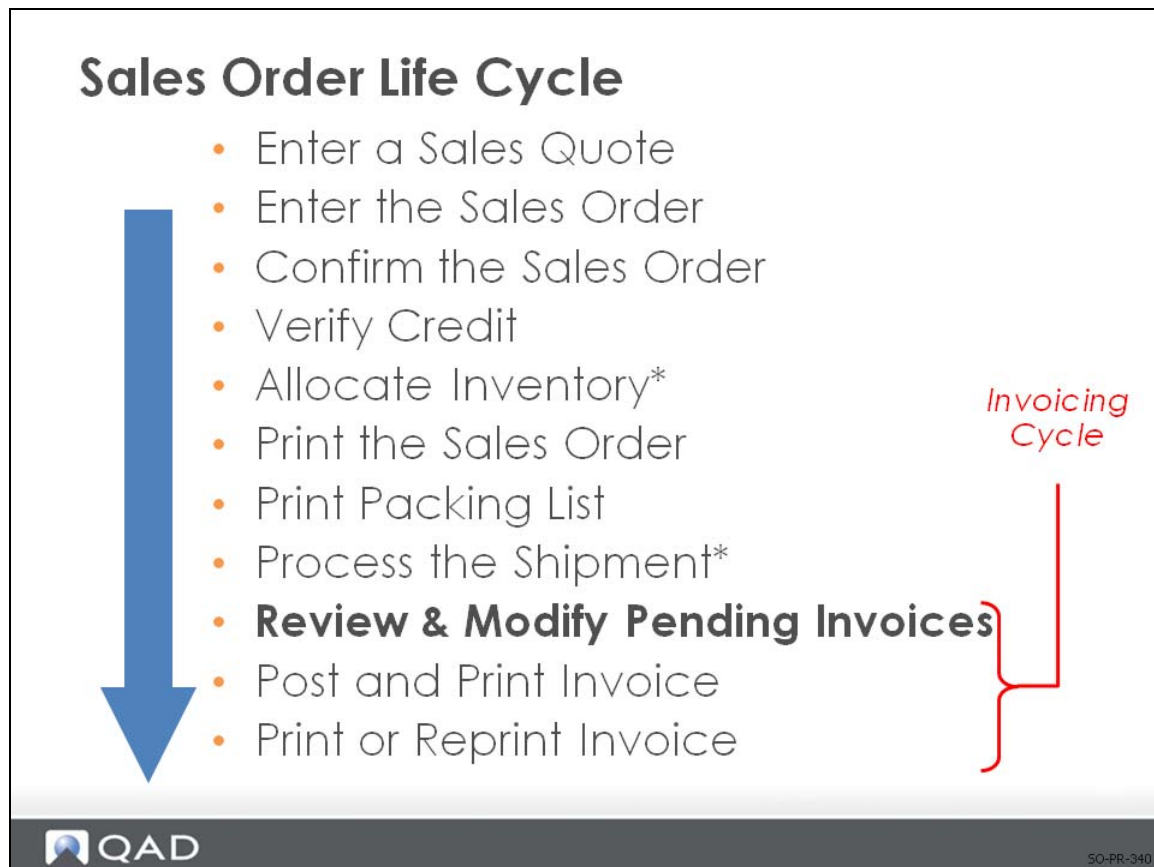 Sales Order Life Cycle
• Enter a Sales Quote
• Enter the Sales Order
• Confirm the Sales Order
• Verify Credit
• Allocate Inventory*
• Print the Sales Order
• Print Packing List
• Process the Shipment*
• Review & Modify Pending Invoices
• Post and Print Invoice
• Print or Reprint Invoice
Invoicing
Cycle
QAD
SO-PR-340